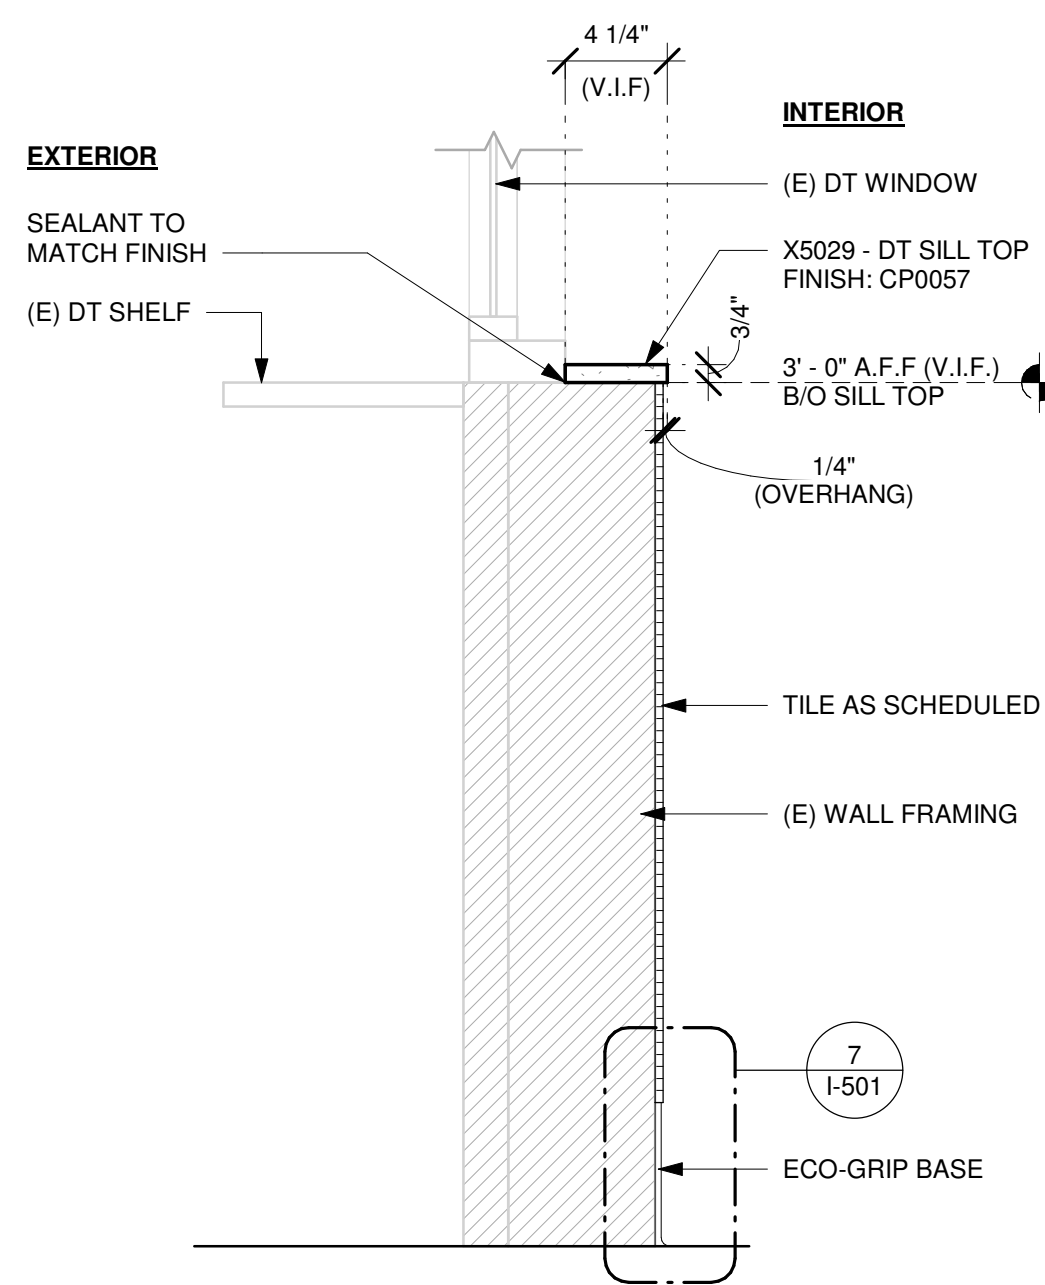 4 1/4"
(V.I.F)
INTERIOR
EXTERIOR
(E) DT WINDOW
SEALANT TO
MATCH FINISH
X5029 - DT SILL TOP
FINISH: CP0057
(E) DT SHELF
3/4"
3' - 0" A.F.F (V.I.F.)
B/O SILL TOP
1/4"
(OVERHANG)
TILE AS SCHEDULED
(E) WALL FRAMING
7
I-501
ECO-GRIP BASE